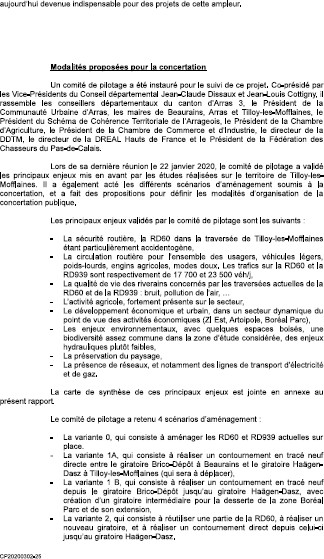 aujourd'hui devenue indispensable pour des projets de cette ampleur.
Modalités proposées pour la concertation
Un comité de pilotage a été instauré pour le suivi de ce projet. Co-présidé par
les Vice-Présidents du Conseil départemental Jean-Claude Dissaux et Jean-Louis Cottigny, il
rassemble les conseillers départementaux du canton d'Arras 3, le Président de la
Communauté Urbaine d'Arras, les maires de Beaurains, Arras et Tilloy-les-Mofflaines, le
Président du Schéma de Cohérence Territoriale de l'Arrageois, le Président de la Chambre
d'Agriculture, le Président de la Chambre de Commerce et d'Industrie, le directeur de la
DDTM, le directeur de la DREAL Hauts de France et le Président de la Fédération des
Chasseurs du Pas-de-Calais.
Lors de sa dernière réunion le 22 janvier 2020, le comité de pilotage a validé
les principaux enjeux mis en avant par les études réalisées sur le territoire de Tilloy-les-
Mofflaines. Il a également acté les différents scénarios d'aménagement soumis à la
concertation, et a fait des propositions pour définir les modalités d'organisation de la
concertation publique.
Les principaux enjeux validés par le comité de pilotage sont les suivants :
- La sécurité routière, la RD60 dans la traversée de Tilloy-les-Mofflaines
étant particulièrement accidentogène,
- La circulation routière pour l'ensemble des usagers, véhicules légers,
poids-lourds, engins agricoles, modes doux. Les trafics sur la RD60 et la
RD939 sont respectivement de 17 700 et 23 500 véh/j,
- La qualité de vie des riverains concernés par les traversées actuelles de la
RD60 et de la RD939 : bruit, pollution de l'air, ...
- L'activité agricole, fortement présente sur le secteur,
- Le développement économique et urbain, dans un secteur dynamique du
point de vue des activités économiques (ZI Est, Artoipole, Boréal Parc),
- Les enjeux environnementaux, avec quelques espaces boisés, une
biodiversité assez commune dans la zone d'étude considérée, des enjeux
hydrauliques plutôt faibles,
- La préservation du paysage,
- La présence de réseaux, et notamment des lignes de transport d'électricité
et de gaz.
La carte de synthèse de ces principaux enjeux est jointe en annexe au
présent rapport.
Le comité de pilotage a retenu 4 scénarios d'aménagement :
- La variante 0, qui consiste à aménager les RD60 et RD939 actuelles sur
place.
- La variante 1A, qui consiste à réaliser un contournement en tracé neuf
directe entre le giratoire Brico-Dépôt à Beaurains et le giratoire Haägen-
Dasz à Tilloy-les-Mofflaines (qui sera à déplacer),
- La variante 1 B, qui consiste à réaliser un contournement en tracé neuf
depuis le giratoire Brico-Dépôt jusqu'au giratoire Haägen-Dasz, avec
création d'un giratoire intermédiaire pour la desserte de la zone Boréal
Parc et de son extension,
- La variante 2, qui consiste à réutiliser une partie de la RD60, à réaliser un
nouveau giratoire, et à réaliser un contournement direct depuis celui-ci
jusqu'au giratoire Haägen-Dasz.
CP20200302-25